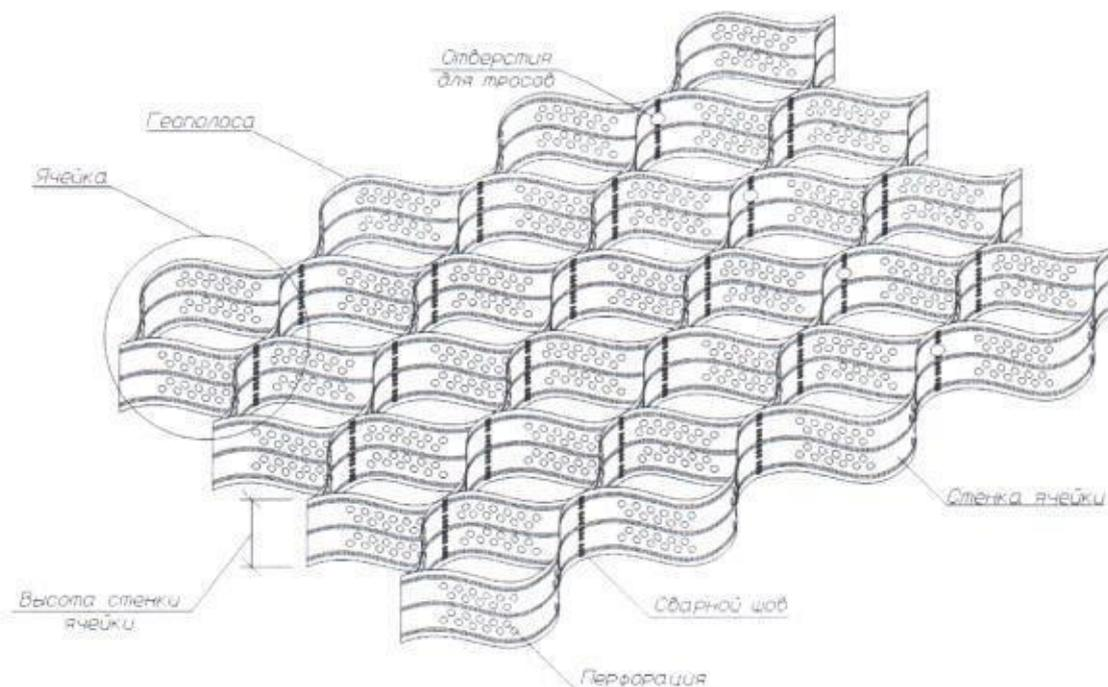 Отверстия
для тросов
Геополоса
Ячейка
Стенка ячейки
Высота стенки
ячейки
Сварной шов
Перфорация